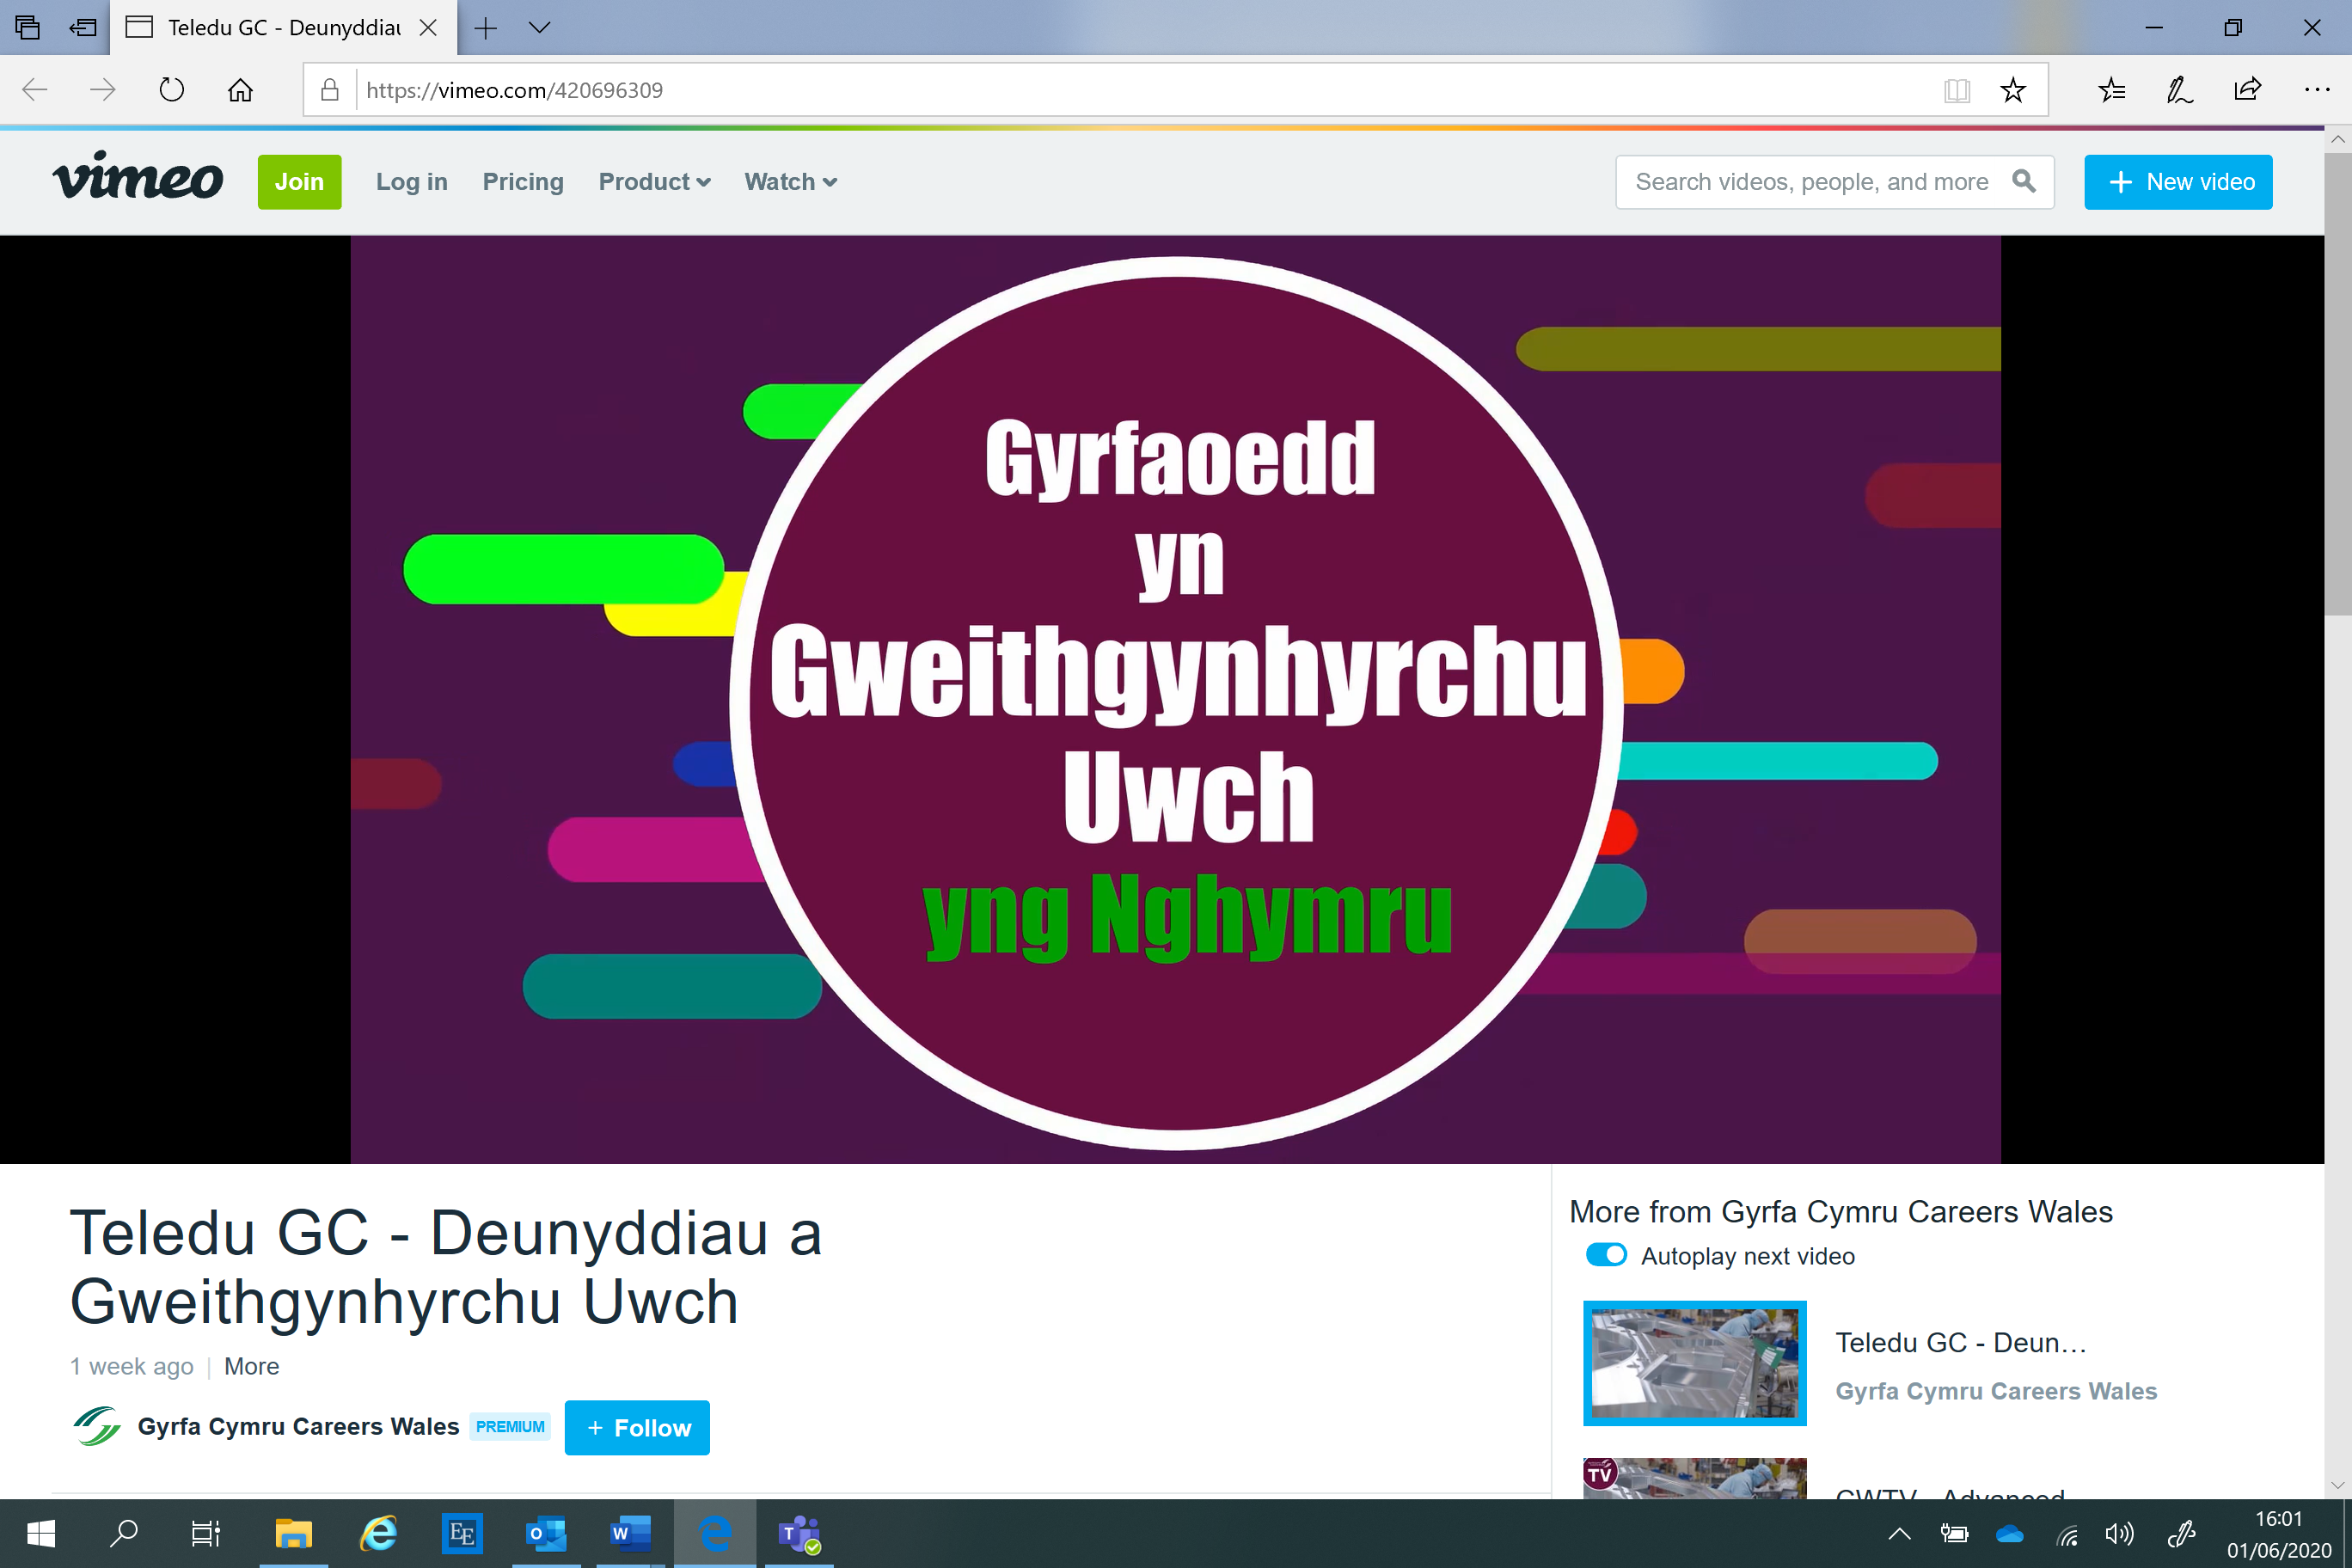 Teledu GC - Deunyddiau
https://vimeo.com/420696309
vimeo
Join
Log in
Pricing
Product
Watch
Search videos, people, and more
+ New video
Gyrfaoedd
yn
Gweithgynhyrchu
Uwch
yng Nghymru
Teledu GC - Deunyddiau a
Gweithgynhyrchu Uwch
1 week ago | More
Gyrfa Cymru Careers Wales PREMIUM + Follow
More from Gyrfa Cymru Careers Wales
Autoplay next video
Teledu GC - Deun...
Gyrfa Cymru Careers Wales
TV
CWTV - Advanced
16:01
01/06/2020